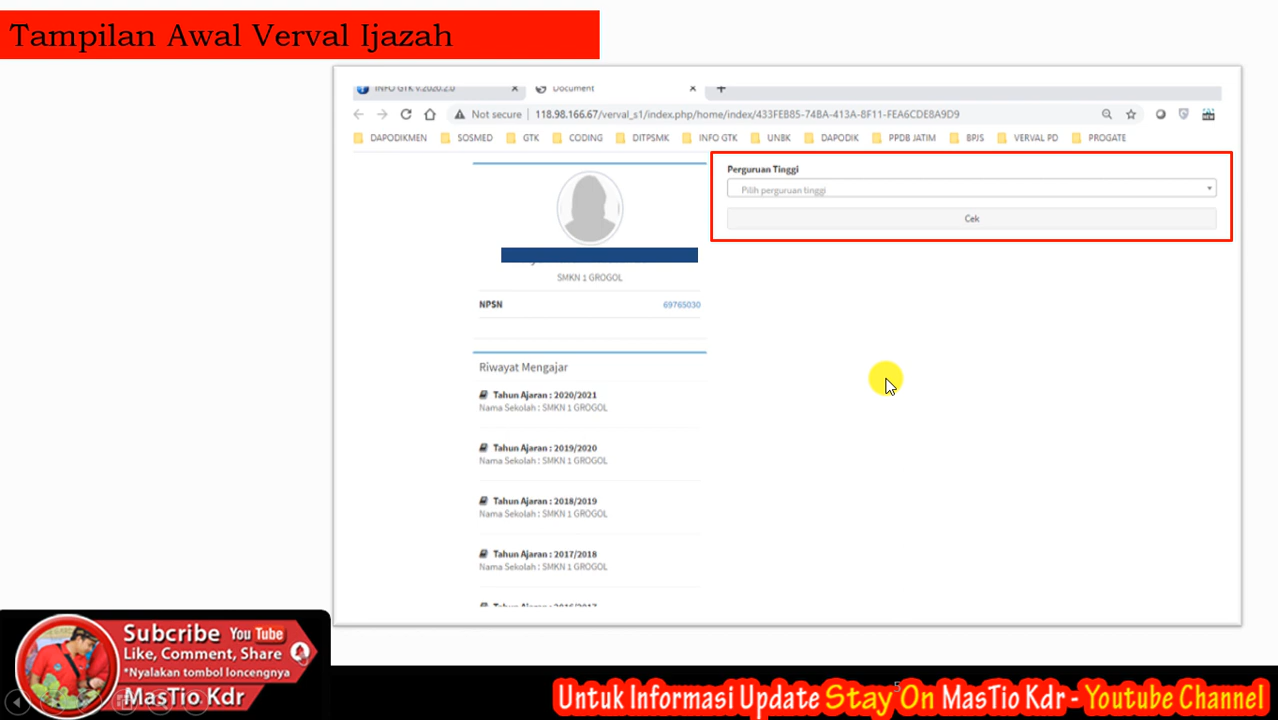 Tampilan Awal Verval Ijazah
INFO GTK v.2020.2.0
Document
Not secure | 118.98.166.67/verval_s1/index.php/home/index/433FEB85-74BA-413A-8F11-FEA6CDE8A9D9
DAPODIKMEN SOSMED GTK CODING DITPSMK INFO GTK UNBK DAPODIK PPDB JATIM BPJS VERVAL PD PROGATE
Perguruan Tinggi
Pilih perguruan tinggi
Cek
SMKN 1 GROGOL
NPSN 69765030
Riwayat Mengajar
Tahun Ajaran : 2020/2021
Nama Sekolah : SMKN 1 GROGOL
Tahun Ajaran : 2019/2020
Nama Sekolah : SMKN 1 GROGOL
Tahun Ajaran : 2018/2019
Nama Sekolah : SMKN 1 GROGOL
Tahun Ajaran : 2017/2018
Nama Sekolah : SMKN 1 GROGOL
Tahun Ajaran : 2016/2017
Subcribe You Tube
Like, Comment, Share
*Nyalakan tombol loncengnya
MasTio Kdr
5
Untuk Informasi Update Stay On MasTio Kdr - Youtube Channel